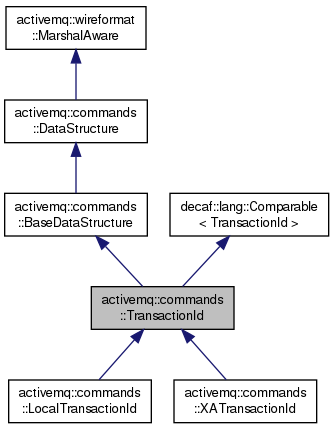 activemq::wireformat
::MarshalAware
activemq::commands
::DataStructure
activemq::commands
::BaseDataStructure
decaf::lang::Comparable
< TransactionId >
activemq::commands
::TransactionId
activemq::commands
::LocalTransactionId
activemq::commands
::XATransactionId